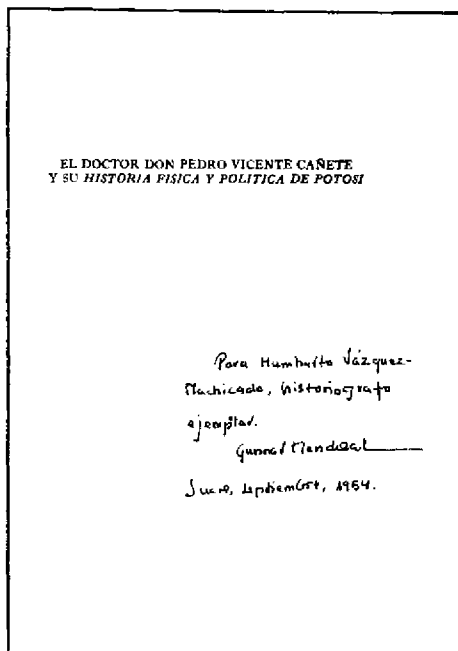 EL DOCTOR DON PEDRO VICENTE CAÑETE
Y SU HISTORIA FISICA Y POLITICA DE POTOSI
Para Humberto Vázquez-
Machicado, historiografo
ejemplar.
Gunnar Mendoza L
Sucre, septiembre, 1954.